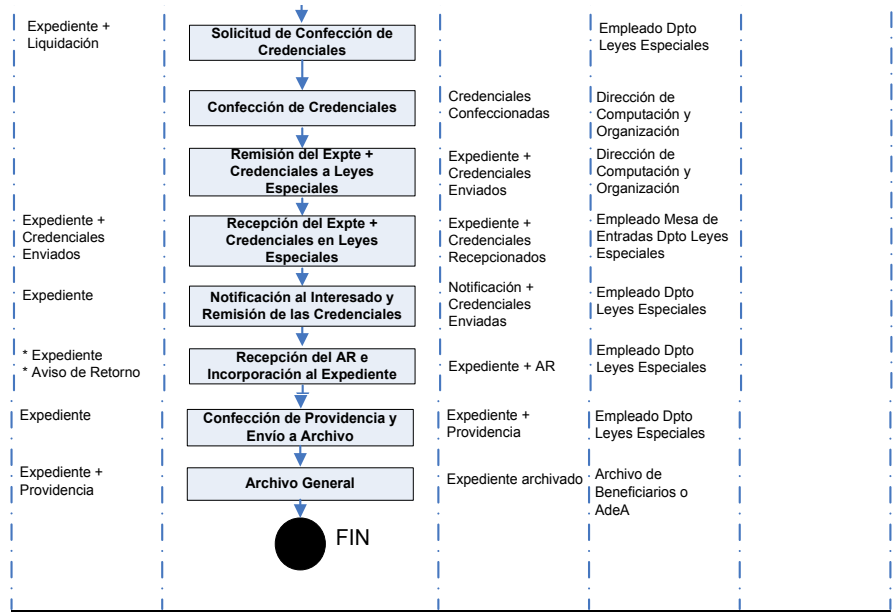 Expediente +
Liquidación
Solicitud de Confección de
Credenciales
Empleado Dpto
Leyes Especiales
Confección de Credenciales
Credenciales
Confeccionadas
Dirección de
Computación y
Organización
Remisión del Expte +
Credenciales a Leyes
Especiales
Expediente +
Credenciales
Enviados
Dirección de
Computación y
Organización
Expediente +
Credenciales
Enviados
Recepción del Expte +
Credenciales en Leyes
Especiales
Expediente +
Credenciales
Recepcionados
Empleado Mesa de
Entradas Dpto Leyes
Especiales
Expediente
Notificación al Interesado y
Remisión de las Credenciales
Notificación +
Credenciales
Enviadas
Empleado Dpto
Leyes Especiales
* Expediente
* Aviso de Retorno
Recepción del AR e
Incorporación al Expediente
Expediente + AR
Empleado Dpto
Leyes Especiales
Expediente
Confección de Providencia y
Envío a Archivo
Expediente +
Providencia
Empleado Dpto
Leyes Especiales
Expediente +
Providencia
Archivo General
Expediente archivado
Archivo de
Beneficiarios o
AdeA
FIN